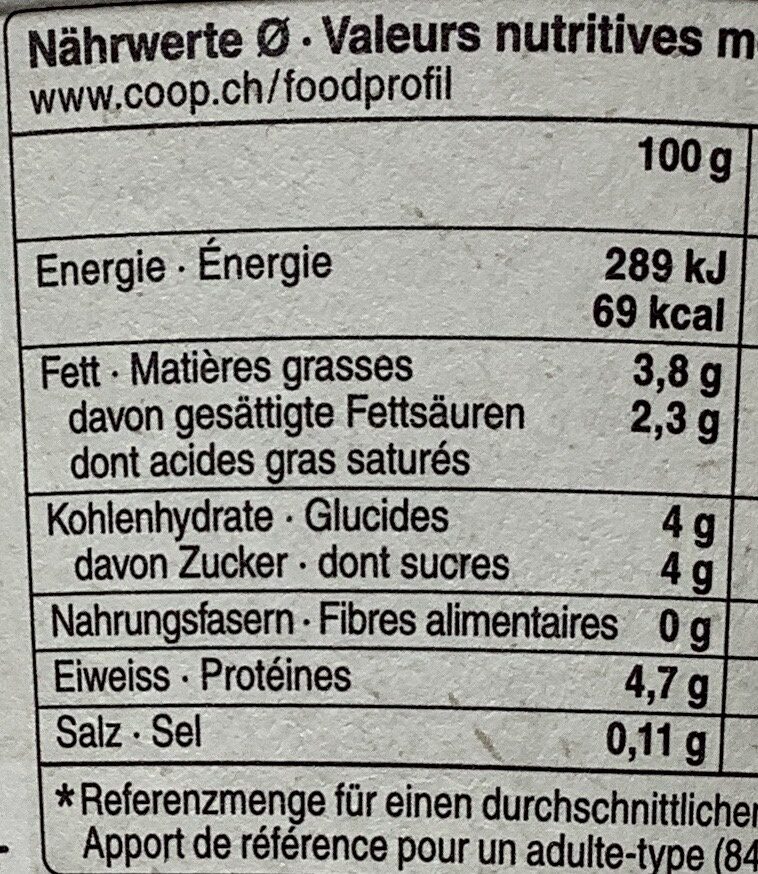 Nährwerte Ø · Valeurs nutritives
www.coop.ch/foodprofil
100 g
Energie · Énergie 289 kJ
69 kcal
Fett · Matières grasses 3,8 g
davon gesättigte Fettsäuren 2,3 g
dont acides gras saturés
Kohlenhydrate · Glucides 4 g
davon Zucker · dont sucres 4 g
Nahrungsfasern · Fibres alimentaires 0 g
Eiweiss · Protéines 4,7 g
Salz · Sel 0,11 g
*Referenzmenge für einen durchschnittlichen
Apport de référence pour un adulte-type (84